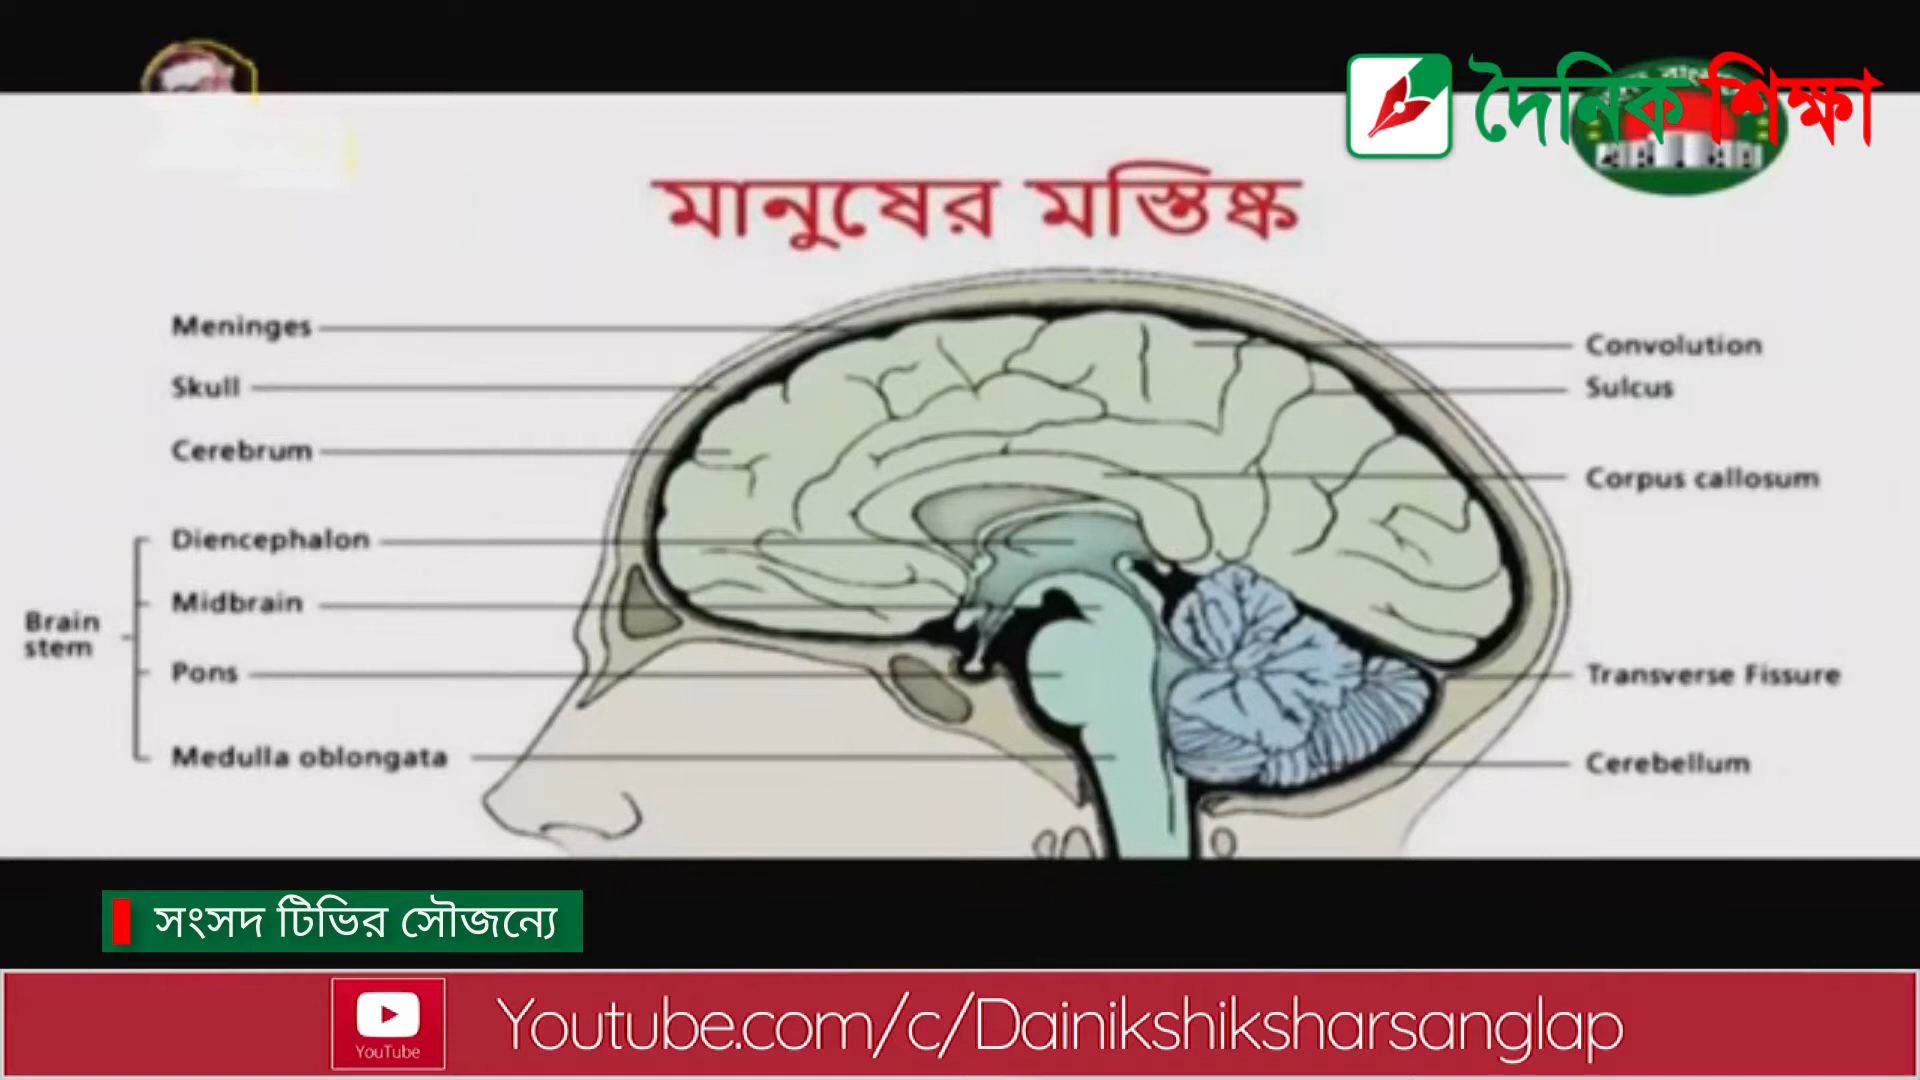 দৈনিক শিক্ষা
মানুষের মস্তিষ্ক
Meninges
Skull
Cerebrum
Diencephalon
Midbrain
Brain
stem
Pons
Medulla oblongata
Convolution
Sulcus
Corpus callosum
Transverse Fissure
Cerebellum
সংসদ টিভির সৌজন্যে
YouTube
Youtube.com/c/Dainikshiksharsanglap